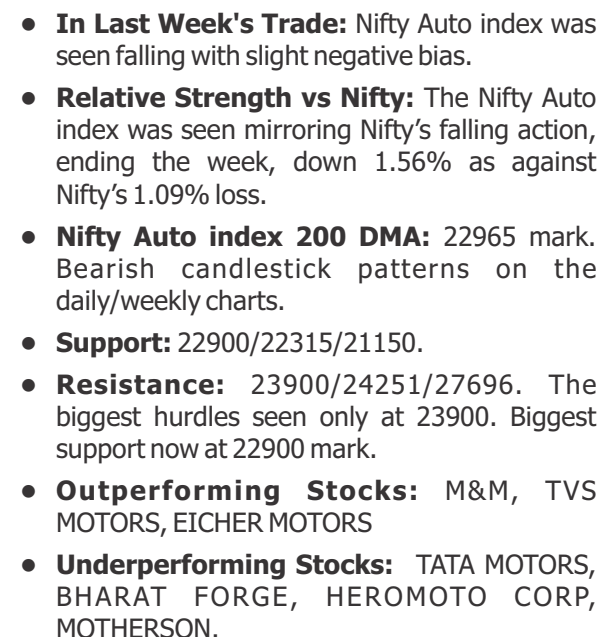 ● In Last Week's Trade: Nifty Auto index was
seen falling with slight negative bias.
● Relative Strength vs Nifty: The Nifty Auto
index was seen mirroring Nifty's falling action,
ending the week, down 1.56% as against
Nifty's 1.09% loss.
● Nifty Auto index 200 DMA: 22965 mark.
Bearish candlestick patterns on the
daily/weekly charts.
● Support: 22900/22315/21150.
● Resistance: 23900/24251/27696. The
biggest hurdles seen only at 23900. Biggest
support now at 22900 mark.
● Outperforming Stocks: M&M, TVS
MOTORS, EICHER MOTORS
● Underperforming Stocks: TATA MOTORS,
BHARAT FORGE, HEROMOTO CORP,
MOTHERSON.